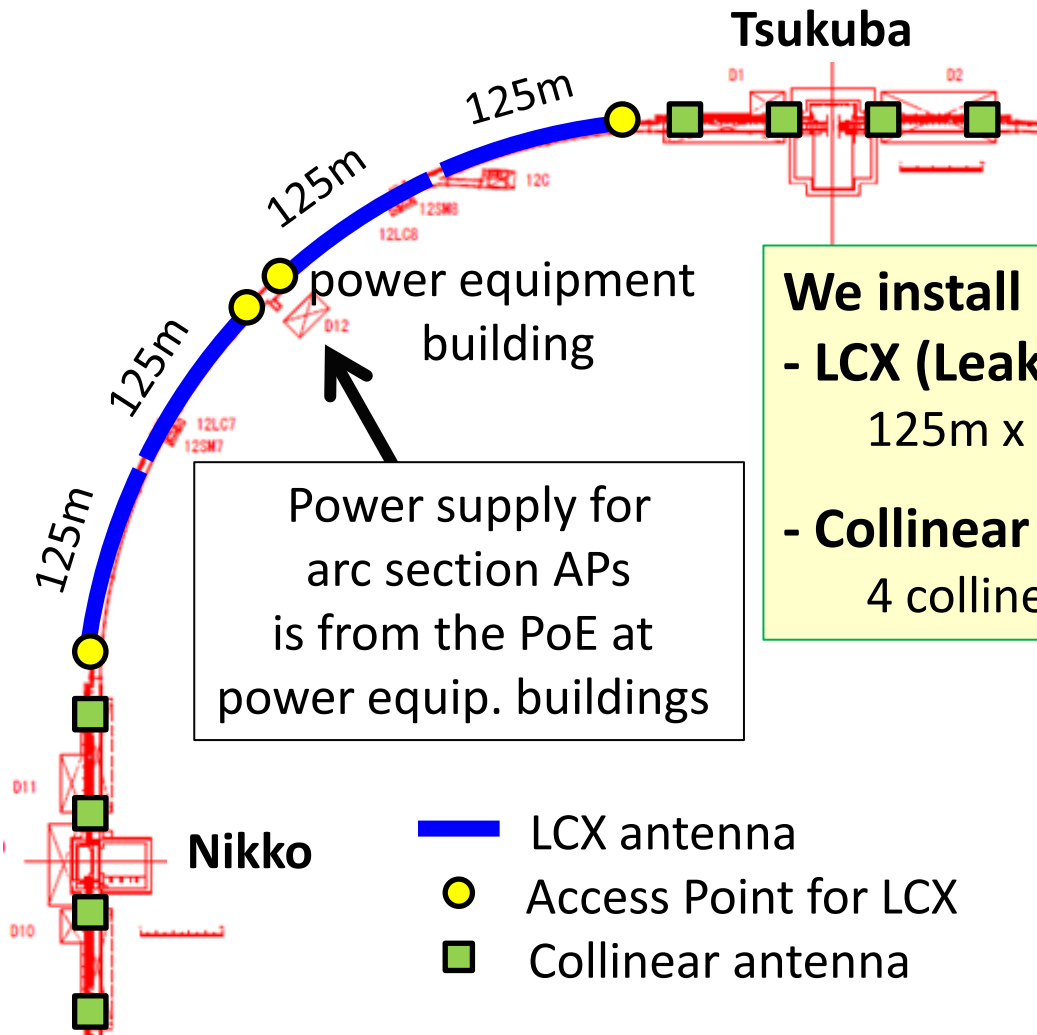 Tsukuba
D1
D2
125m
125m
12C
12SM8
12LC8
power equipment
building
D12
125m
12LC7
12SM7
125m
We install
- LCX (Leak
125m x
- Collinear
4 colline
Power supply for
arc section APs
is from the PoE at
power equip. buildings
D11
Nikko
D10
LCX antenna
Access Point for LCX
Collinear antenna